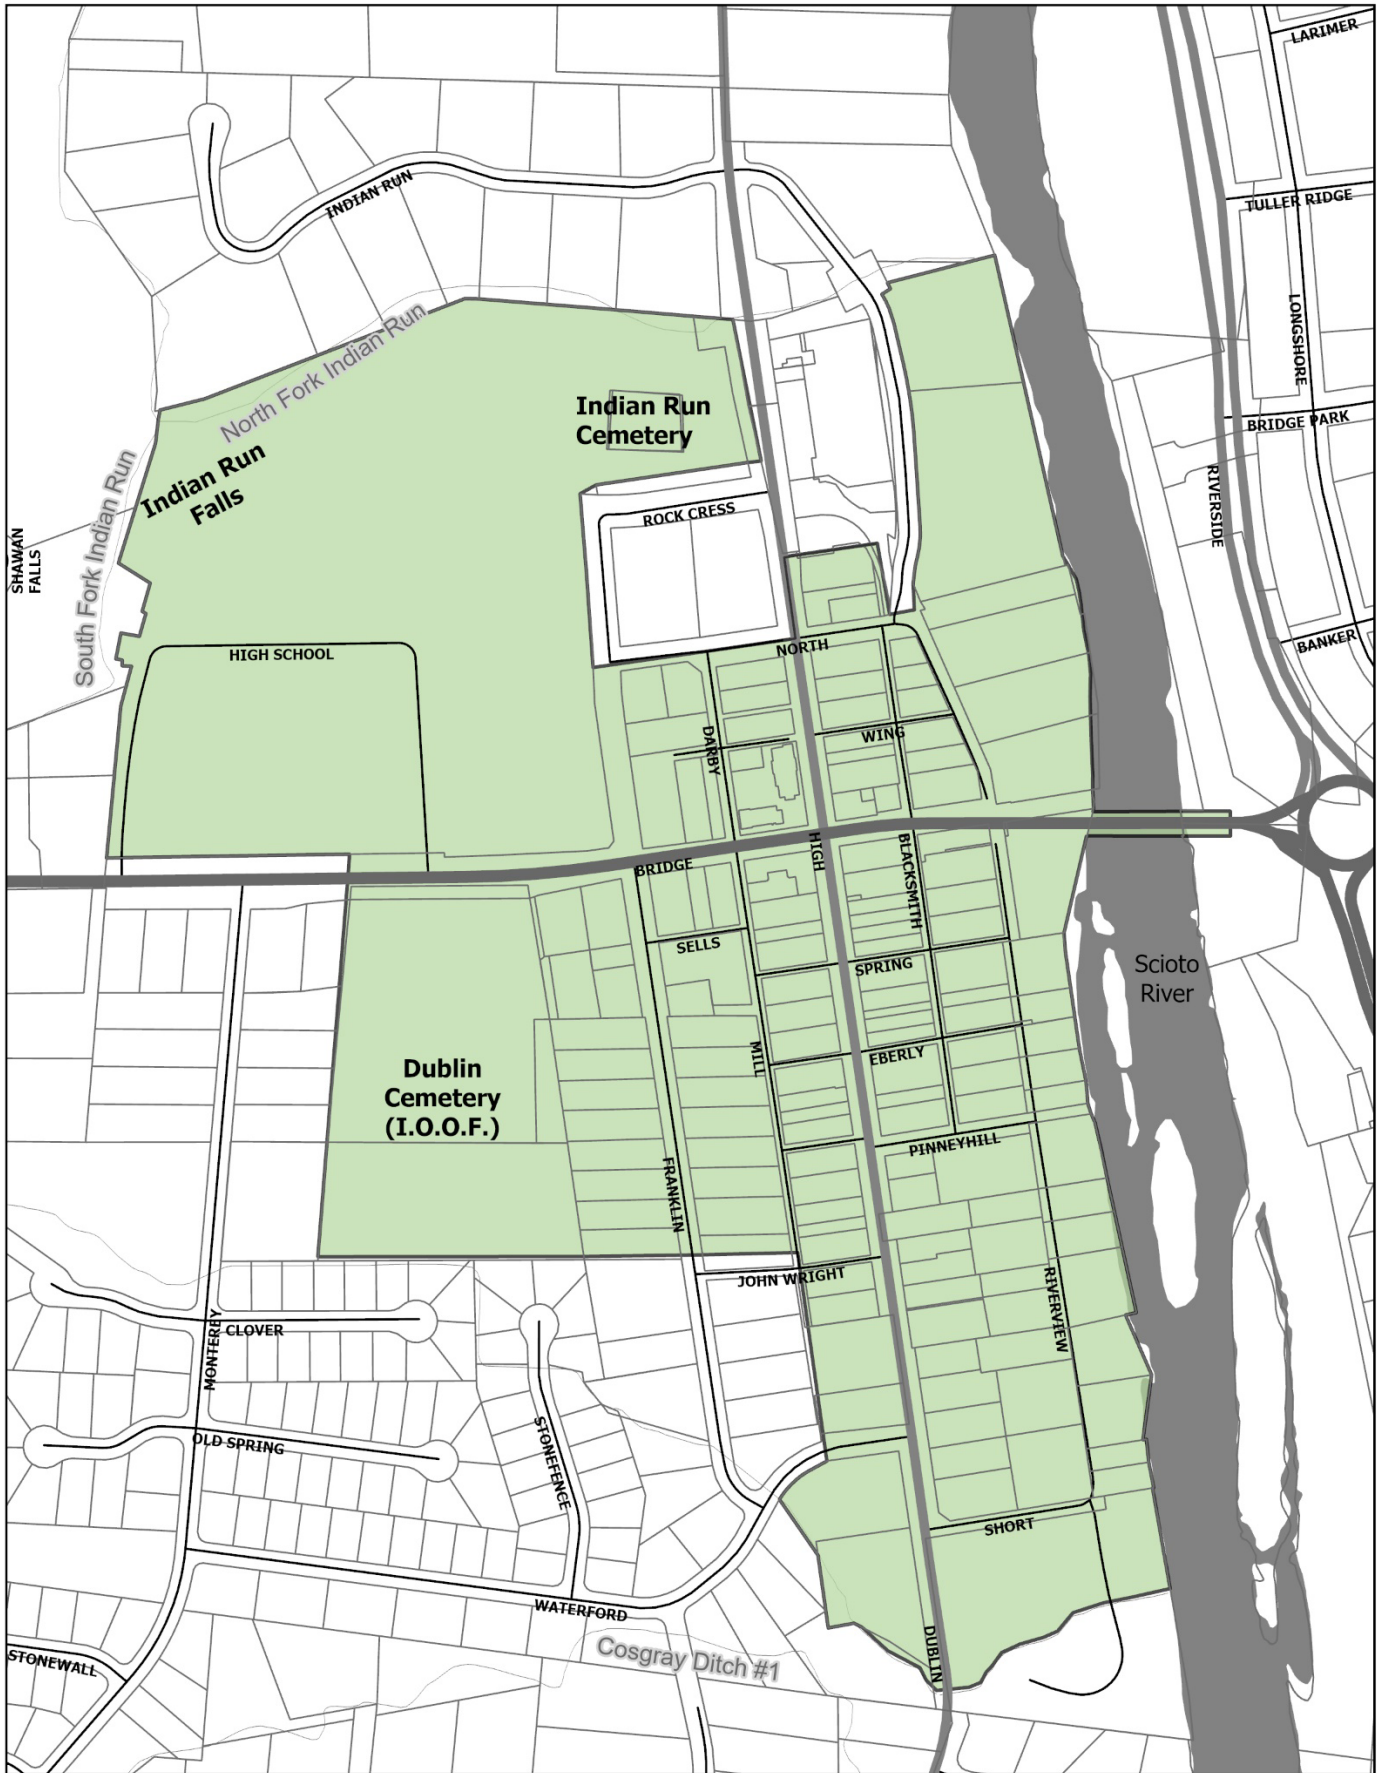 LARIMER
INDIAN RUN
TULLER RIDGE
LONGSHORE
North Fork Indian Run
Indian Run
Cemetery
BRIDGE PARK
Indian Run
Falls
South Fork Indian Run
RIVERSIDE
ROCK CRESS
SHAWAN
FALLS
HIGH SCHOOL
NORTH
BANKER
DARBY
WING
BRIDGE
HIGH
BLACKSMITH
SELLS
SPRING
Scioto
River
MILL
EBERLY
Dublin
Cemetery
(I.O.O.F.)
PINNEYHILL
FRANKLIN
JOHN WRIGHT
RIVERVIEW
CLOVER
MONTEREY
OLD SPRING
STONEFENCE
SHORT
WATERFORD
DUBLIN
Cosgray Ditch #1
STONEWALL